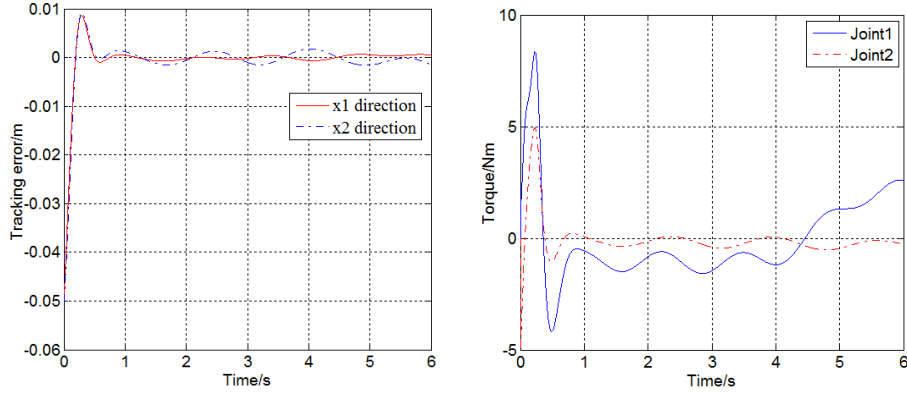 0.01
0
-0.01
-0.02
-0.03
-0.04
-0.05
-0.06
Tracking error/m
x1 direction
x2 direction
0 1 2 3 4 5 6
Time/s
10
5
0
-5
Torque/Nm
Joint1
Joint2
0 1 2 3 4 5 6
Time/s